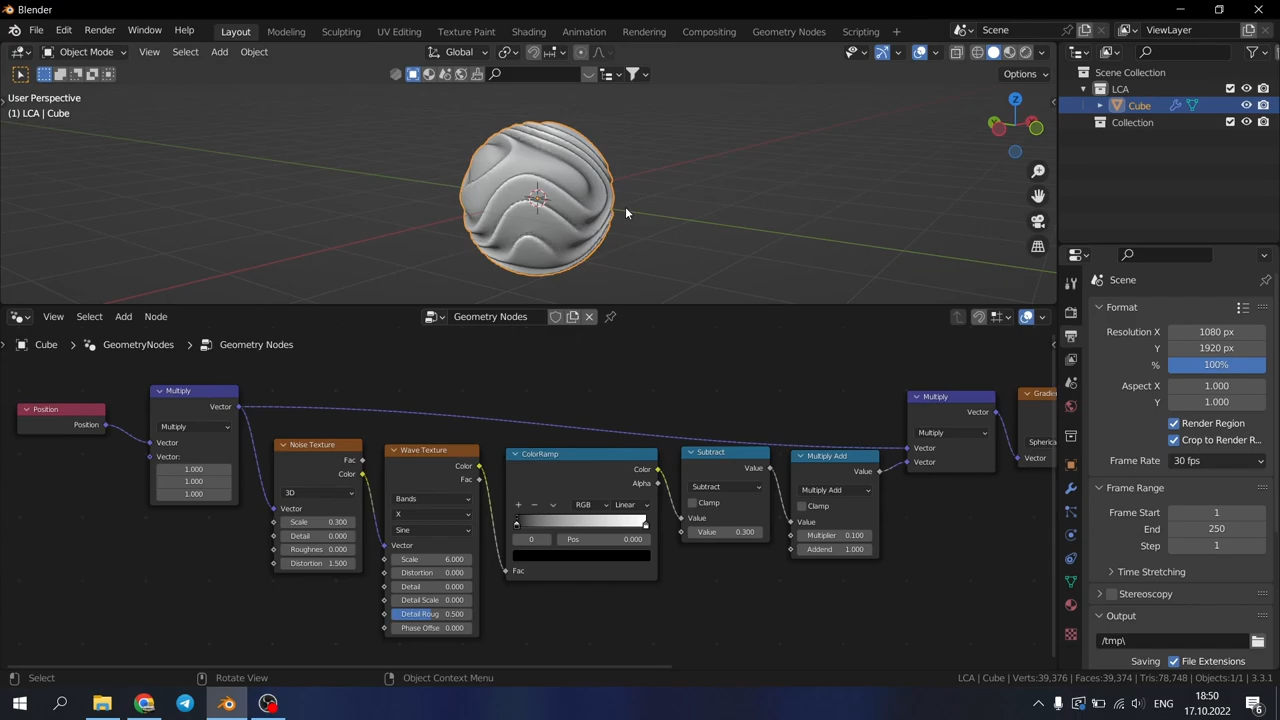 Blender
File Edit Render Window Help Layout Modeling Sculpting UV Editing Texture Paint Shading Animation Rendering Compositing Geometry Nodes Scripting + Scene ViewLayer
Object Mode View Select Add Object Global
Options
User Perspective
(1) LCA | Cube
Z
Scene Collection
LCA
Cube
Collection
View Select Add Node Geometry Nodes
Cube GeometryNodes Geometry Nodes
Position
Position
Multiply
Vector
Multiply
Vector
Vector:
1.000
1.000
1.000
Noise Texture
Fac
Color
3D
Vector
Scale 0.300
Detail 0.000
Roughnes 0.000
Distortion 1.500
Wave Texture
Color
Fac
Bands
X
Sine
Vector
Scale 6.000
Distortion 0.000
Detail 0.000
Detail Scale 0.000
Detail Roug 0.500
Phase Offse 0.000
ColorRamp
Color
Alpha
+ − RGB Linear
0 Pos 0.000
Fac
Subtract
Value
Subtract
Clamp
Value
Value 0.300
Multiply Add
Value
Multiply Add
Clamp
Value
Multiplier 0.100
Addend 1.000
Multiply
Vector
Multiply
Vector
Vector
Gradien
Spherica
Vector
Scene
Format
Resolution X 1080 px
Y 1920 px
% 100%
Aspect X 1.000
Y 1.000
Render Region
Crop to Render R...
Frame Rate 30 fps
Frame Range
Frame Start 1
End 250
Step 1
Time Stretching
Stereoscopy
Output
/tmp\
Saving File Extensions
Select Rotate View Object Context Menu LCA | Cube | Verts:39,376 | Faces:39,374 | Tris:78,748 | Objects:1/1 | 3.3.1
ENG 18:50
17.10.2022
6